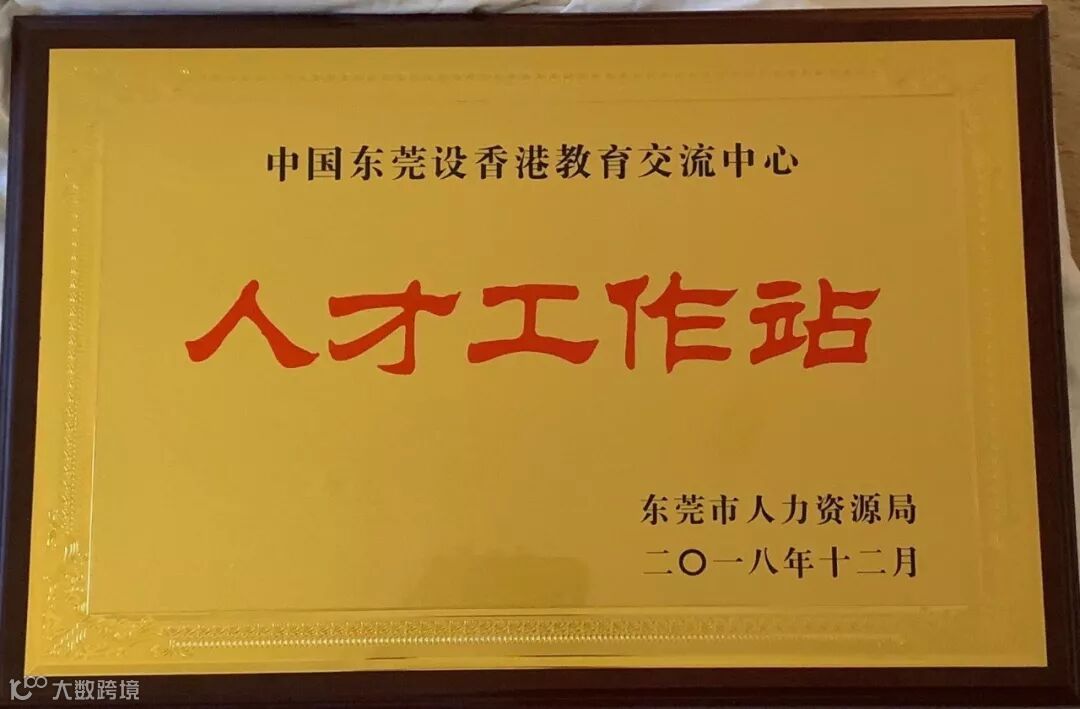 中国东莞设香港教育交流中心
人才工作站
东莞市人力资源局
二〇一八年十二月
大数跨境